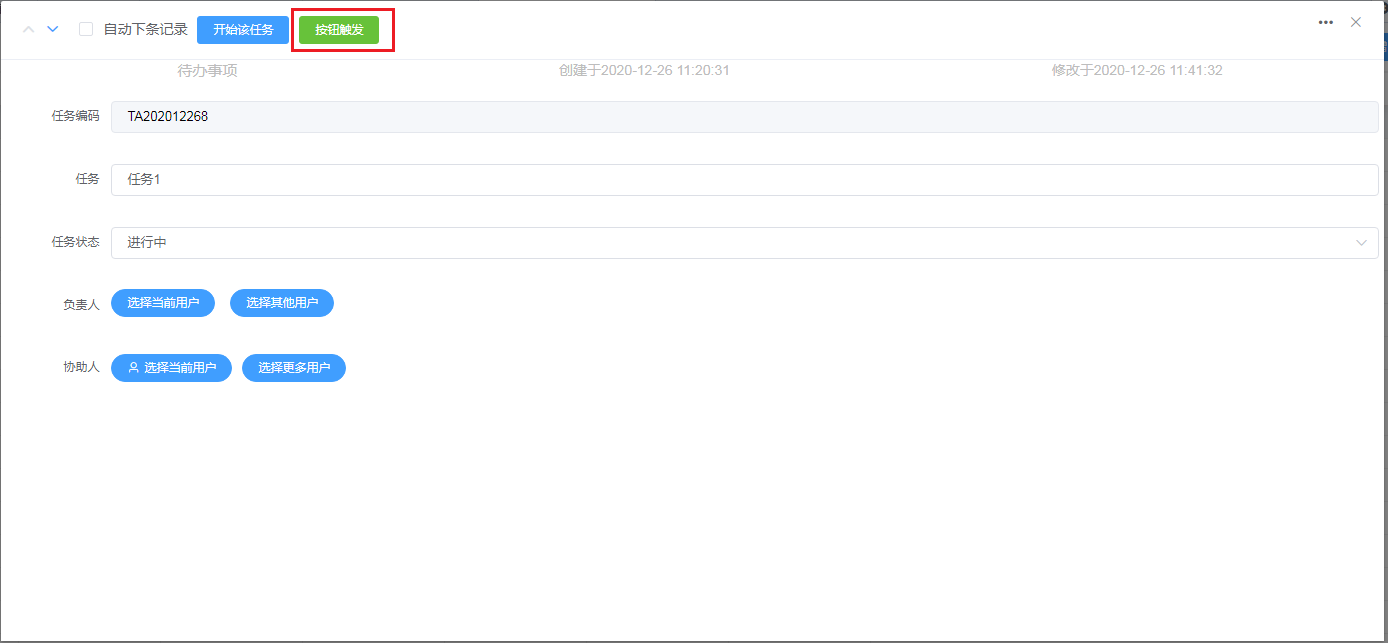 自动下条记录 开始该任务 按钮触发
待办事项 创建于2020-12-26 11:20:31 修改于2020-12-26 11:41:32
任务编码 TA202012268
任务 任务1
任务状态 进行中
负责人 选择当前用户 选择其他用户
协助人 选择当前用户 选择更多用户